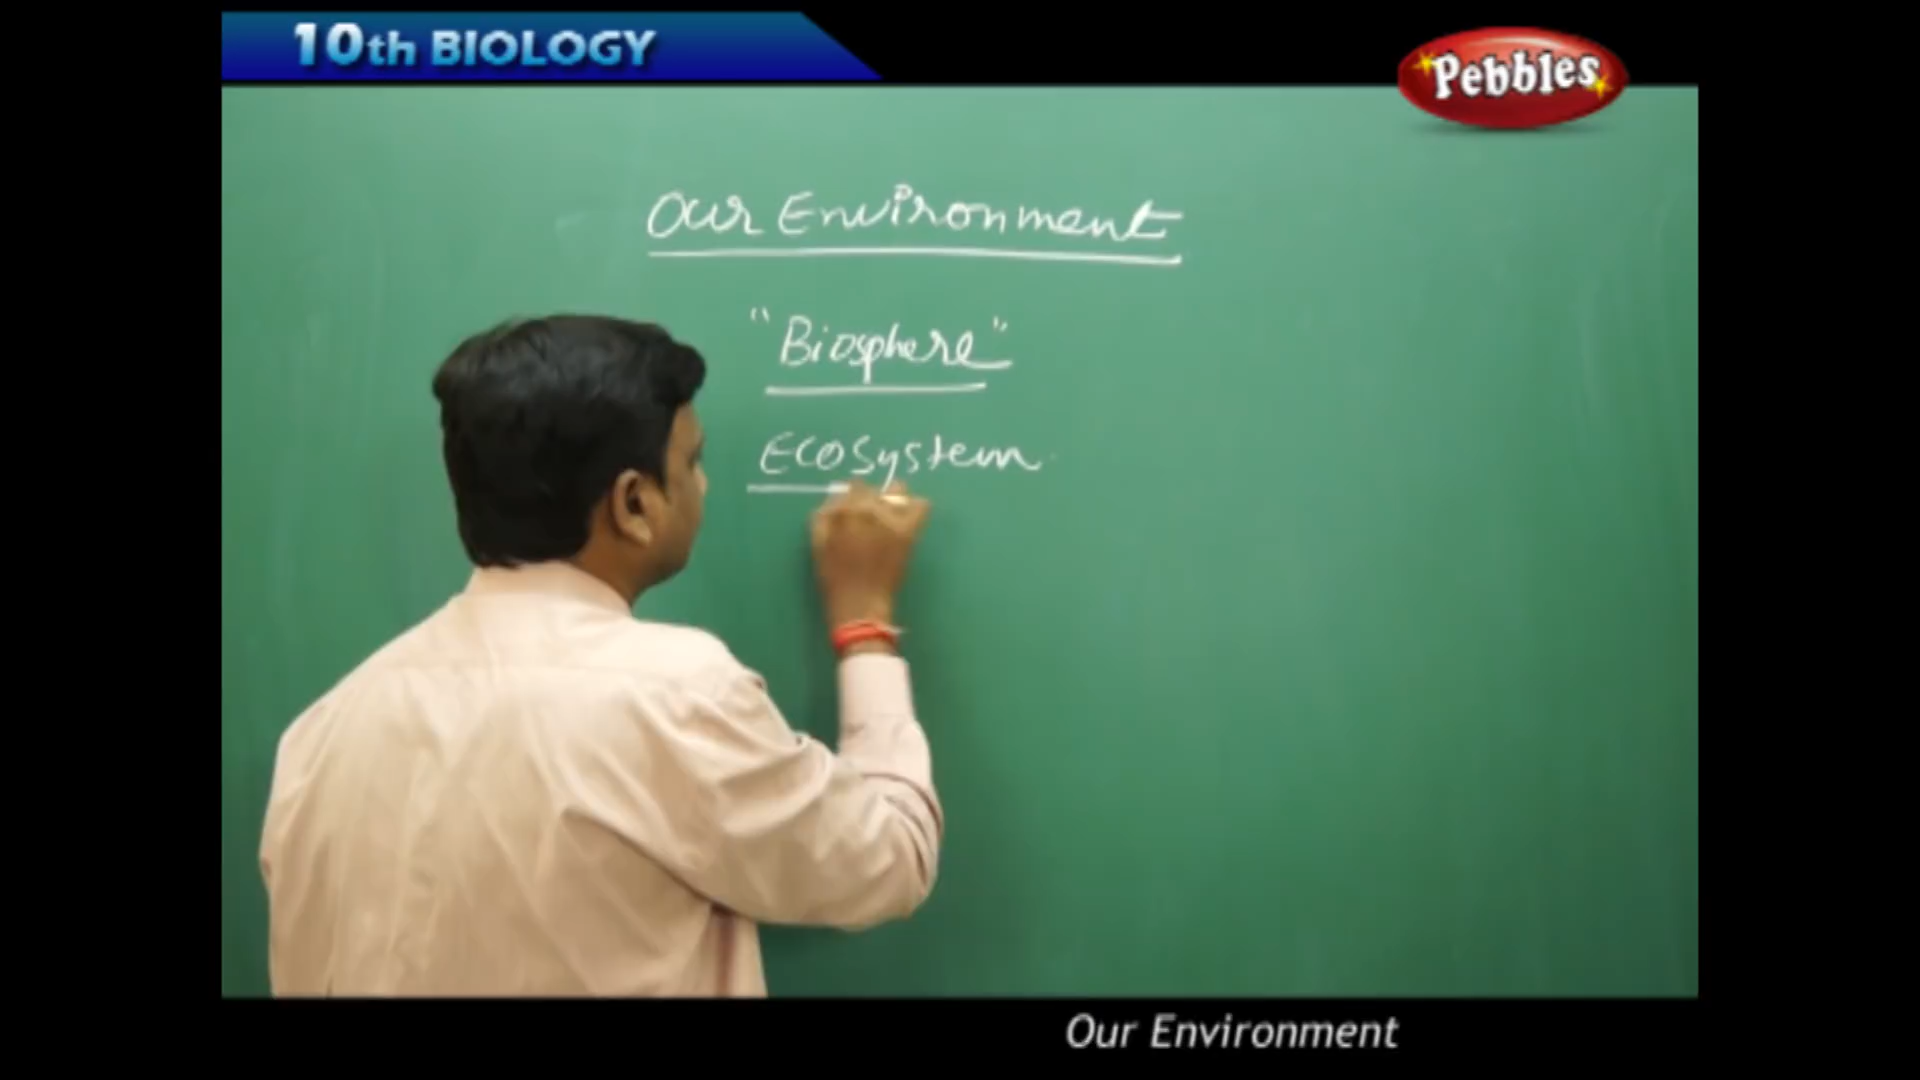 10th BIOLOGY
Pebbles
Our Environment
"Biosphere"
Ecosystem
Our Environment